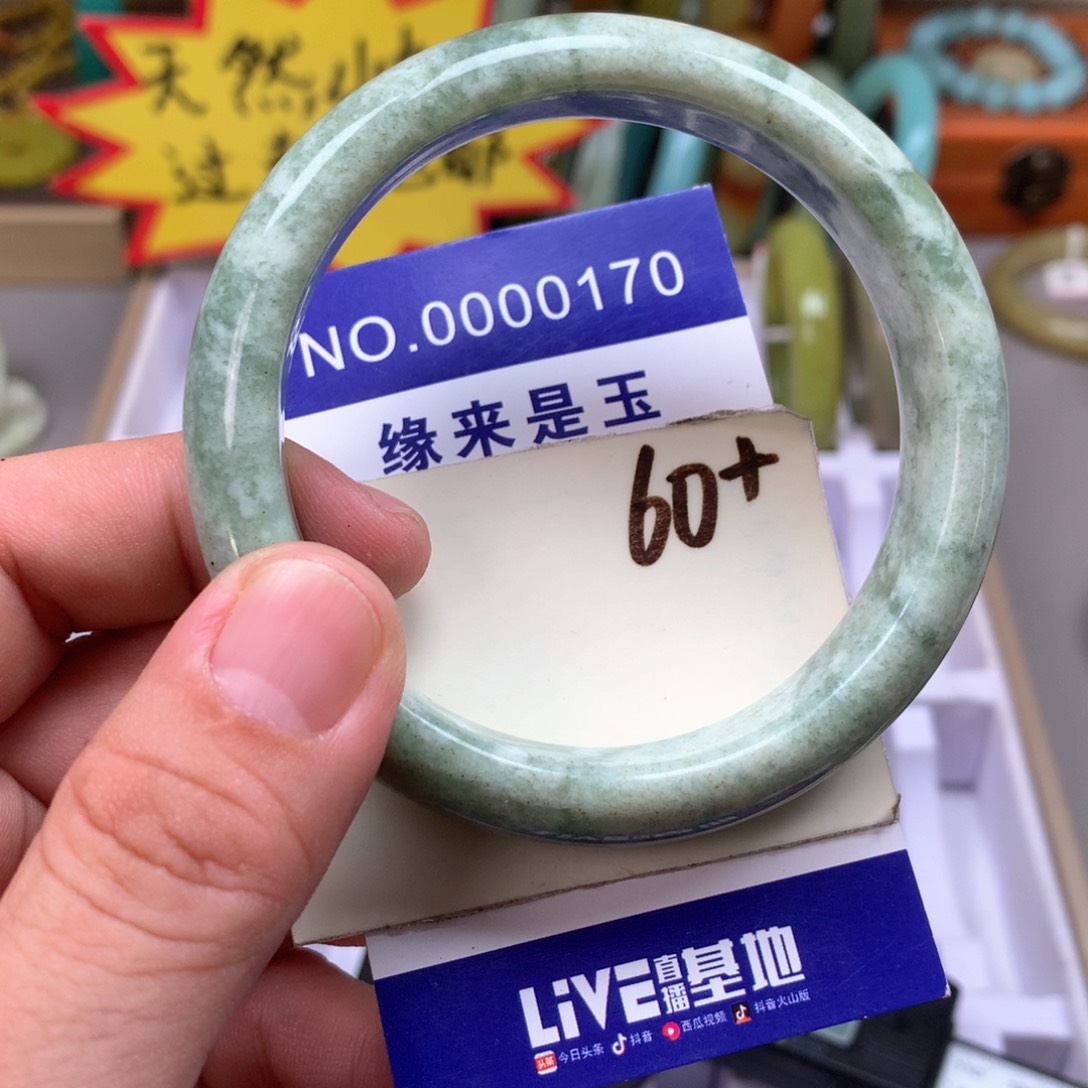 天然
这
NO.0000170
缘来是玉
60+
LiVE直播基地
今日头条 抖音 西瓜视频 抖音火山版